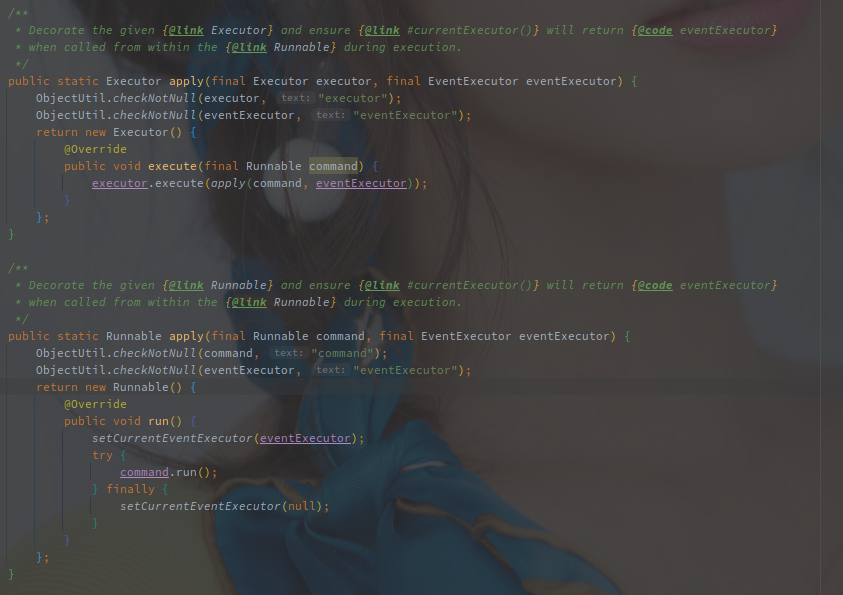 /**
 * Decorate the given {@link Executor} and ensure {@link #currentExecutor()} will return {@code eventExecutor}
 * when called from within the {@link Runnable} during execution.
 */
public static Executor apply(final Executor executor, final EventExecutor eventExecutor) {
    ObjectUtil.checkNotNull(executor, text: "executor");
    ObjectUtil.checkNotNull(eventExecutor, text: "eventExecutor");
    return new Executor() {
        @Override
        public void execute(final Runnable command) {
            executor.execute(apply(command, eventExecutor));
        }
    };
}

/**
 * Decorate the given {@link Runnable} and ensure {@link #currentExecutor()} will return {@code eventExecutor}
 * when called from within the {@link Runnable} during execution.
 */
public static Runnable apply(final Runnable command, final EventExecutor eventExecutor) {
    ObjectUtil.checkNotNull(command, text: "command");
    ObjectUtil.checkNotNull(eventExecutor, text: "eventExecutor");
    return new Runnable() {
        @Override
        public void run() {
            setCurrentEventExecutor(eventExecutor);
            try {
                command.run();
            } finally {
                setCurrentEventExecutor(null);
            }
        }
    };
}